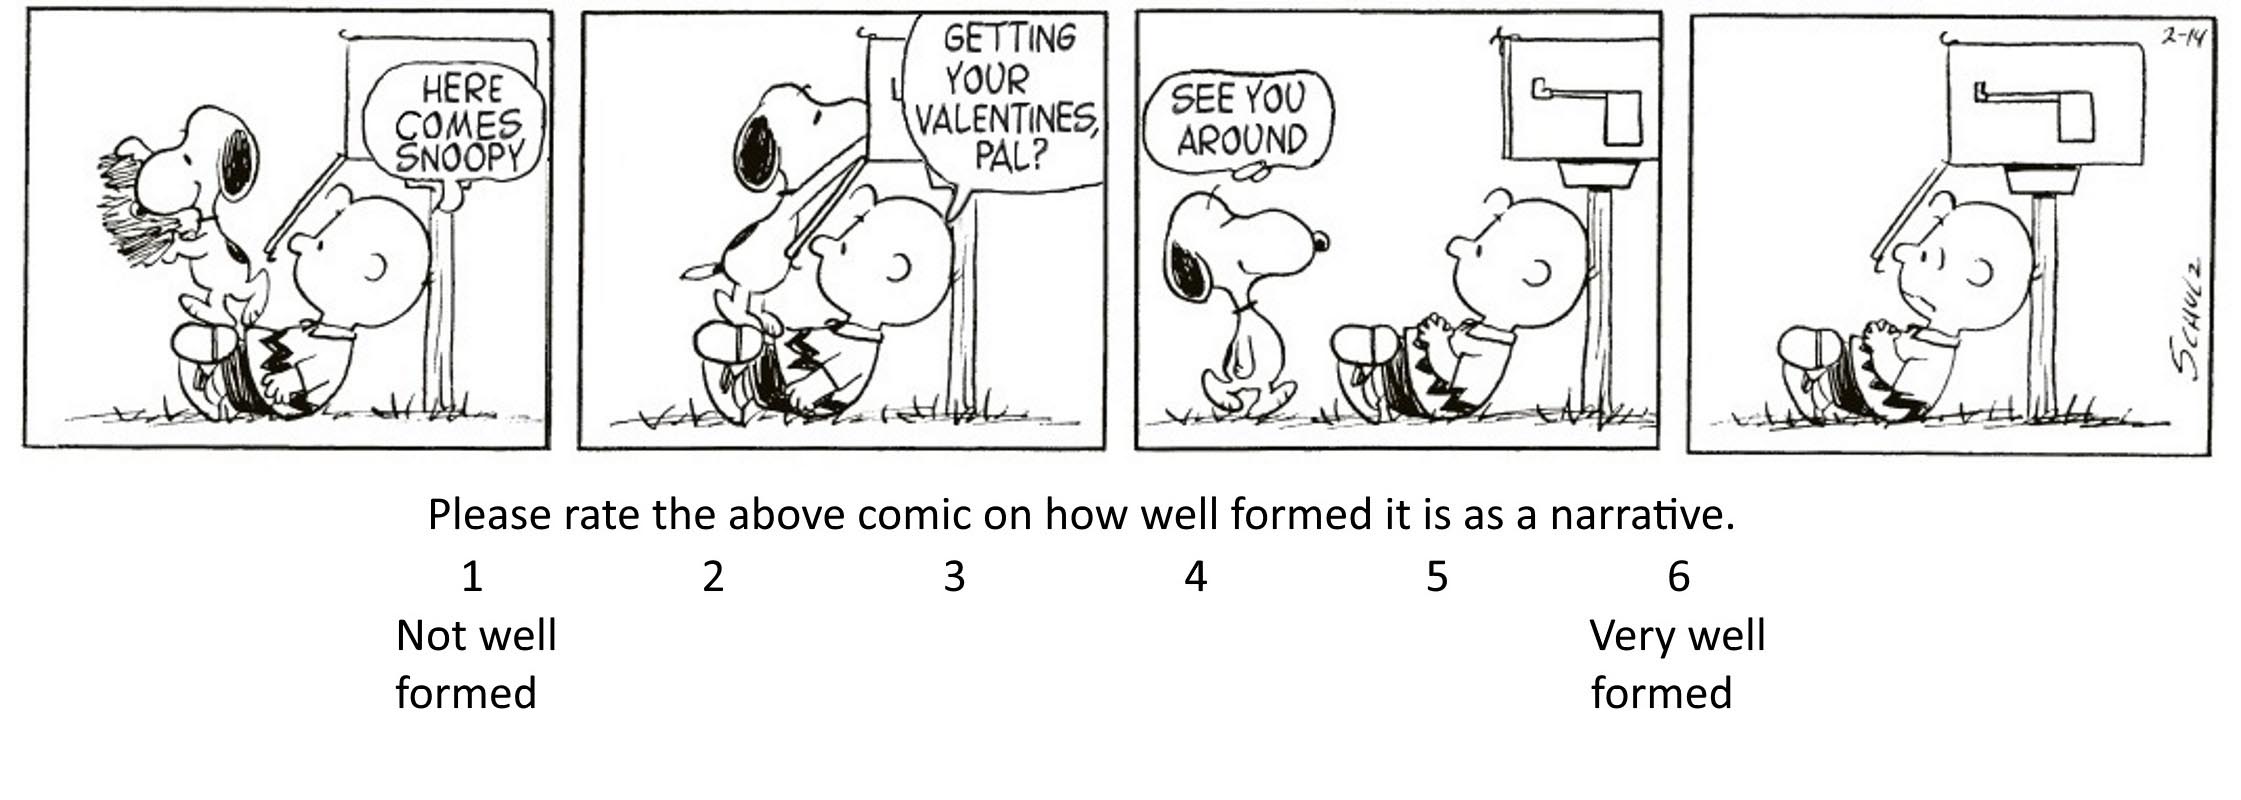 HERE
COMES
SNOOPY
GETTING
YOUR
VALENTINES,
PAL?
SEE YOU
AROUND
2-14
SCHULZ
Please rate the above comic on how well formed it is as a narrative.
1 2 3 4 5 6
Not well Very well
formed formed